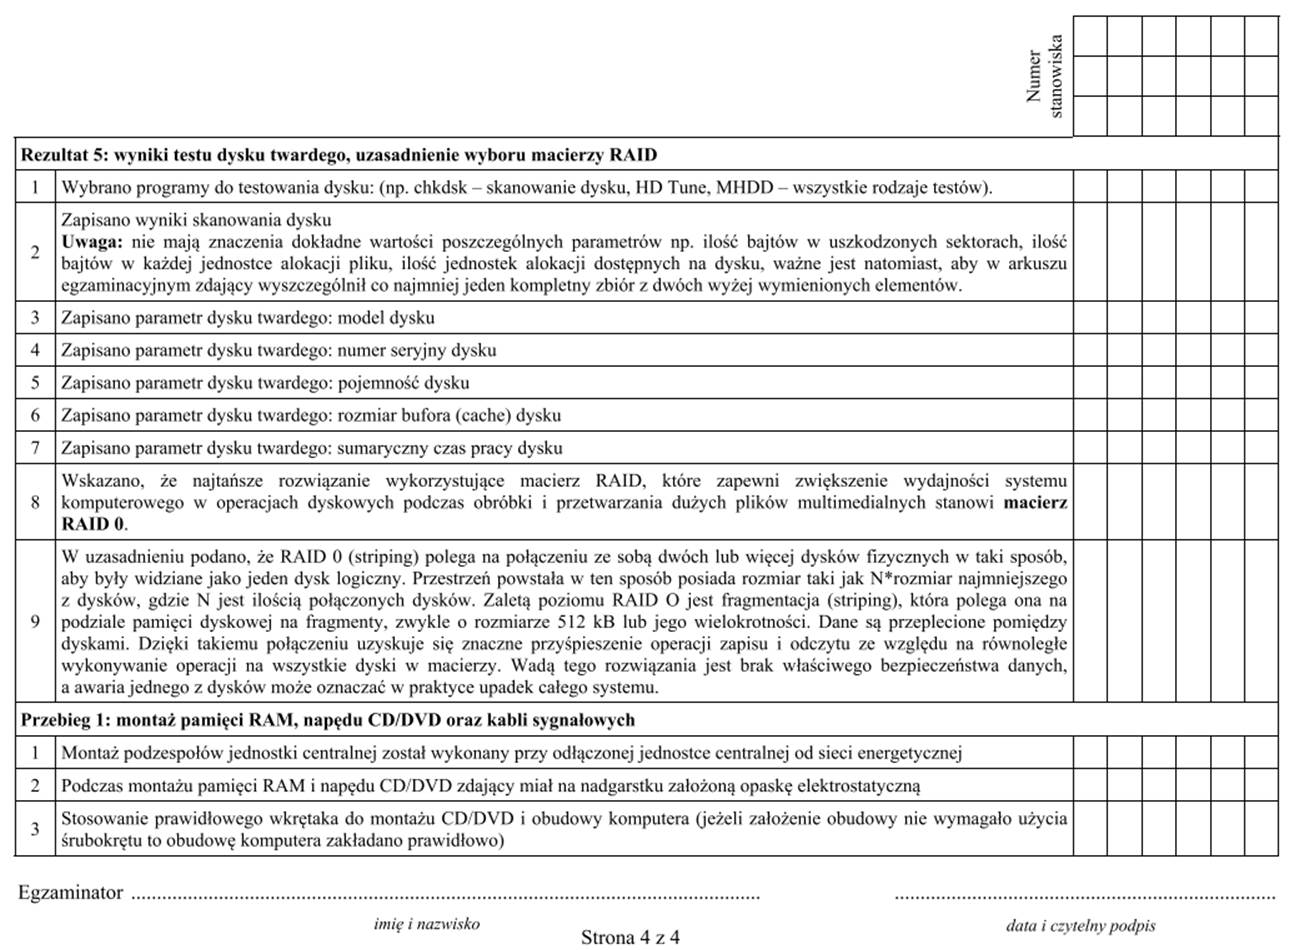 Numer
stanowiska
Rezultat 5: wyniki testu dysku twardego, uzasadnienie wyboru macierzy RAID
1 Wybrano programy do testowania dysku: (np. chkdsk – skanowanie dysku, HD Tune, MHDD – wszystkie rodzaje testów).
Zapisano wyniki skanowania dysku
Uwaga: nie mają znaczenia dokładne wartości poszczególnych parametrów np. ilość bajtów w uszkodzonych sektorach, ilość
2 bajtów w każdej jednostce alokacji pliku, ilość jednostek alokacji dostępnych na dysku, ważne jest natomiast, aby w arkuszu
egzaminacyjnym zdający wyszczególnił co najmniej jeden kompletny zbiór z dwóch wyżej wymienionych elementów.
3 Zapisano parametr dysku twardego: model dysku
4 Zapisano parametr dysku twardego: numer seryjny dysku
5 Zapisano parametr dysku twardego: pojemność dysku
6 Zapisano parametr dysku twardego: rozmiar bufora (cache) dysku
7 Zapisano parametr dysku twardego: sumaryczny czas pracy dysku
Wskazano, że najtańsze rozwiązanie wykorzystujące macierz RAID, które zapewni zwiększenie wydajności systemu
8 komputerowego w operacjach dyskowych podczas obróbki i przetwarzania dużych plików multimedialnych stanowi macierz
RAID 0.
W uzasadnieniu podano, że RAID 0 (striping) polega na połączeniu ze sobą dwóch lub więcej dysków fizycznych w taki sposób,
aby były widziane jako jeden dysk logiczny. Przestrzeń powstała w ten sposób posiada rozmiar taki jak N*rozmiar najmniejszego
z dysków, gdzie N jest ilością połączonych dysków. Zaletą poziomu RAID O jest fragmentacja (striping), która polega ona na
9 podziale pamięci dyskowej na fragmenty, zwykle o rozmiarze 512 kB lub jego wielokrotności. Dane są przeplecione pomiędzy
dyskami. Dzięki takiemu połączeniu uzyskuje się znaczne przyśpieszenie operacji zapisu i odczytu ze względu na równoległe
wykonywanie operacji na wszystkie dyski w macierzy. Wadą tego rozwiązania jest brak właściwego bezpieczeństwa danych,
a awaria jednego z dysków może oznaczać w praktyce upadek całego systemu.
Przebieg 1: montaż pamięci RAM, napędu CD/DVD oraz kabli sygnałowych
1 Montaż podzespołów jednostki centralnej został wykonany przy odłączonej jednostce centralnej od sieci energetycznej
2 Podczas montażu pamięci RAM i napędu CD/DVD zdający miał na nadgarstku założoną opaskę elektrostatyczną
3 Stosowanie prawidłowego wkrętaka do montażu CD/DVD i obudowy komputera (jeżeli założenie obudowy nie wymagało użycia
śrubokrętu to obudowę komputera zakładano prawidłowo)
Egzaminator ....................................................................................................
imię i nazwisko
data i czytelny podpis
Strona 4 z 4